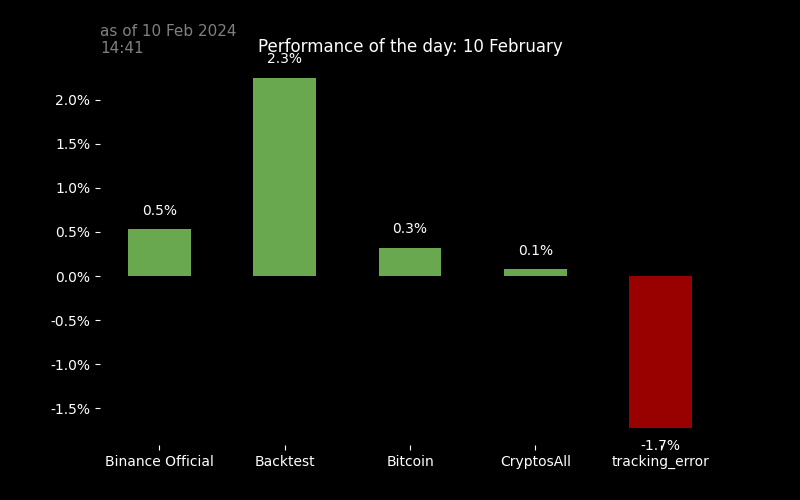 as of 10 Feb 2024
14:41
Performance of the day: 10 February
2.3%
2.0%
1.5%
1.0%
0.5%
0.5%
0.3%
0.1%
0.0%
-0.5%
-1.0%
-1.5%
-1.7%
Binance Official
Backtest
Bitcoin
CryptosAll
tracking_error